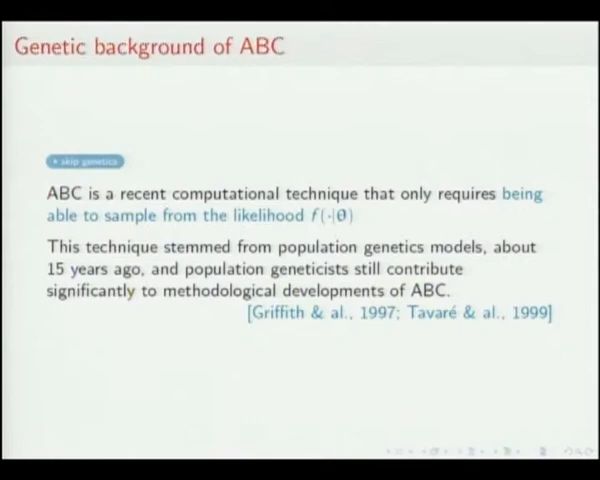 Genetic background of ABC
skip genetics
ABC is a recent computational technique that only requires being
able to sample from the likelihood f(·|θ)
This technique stemmed from population genetics models, about
15 years ago, and population geneticists still contribute
significantly to methodological developments of ABC.
[Griffith & al., 1997; Tavaré & al., 1999]